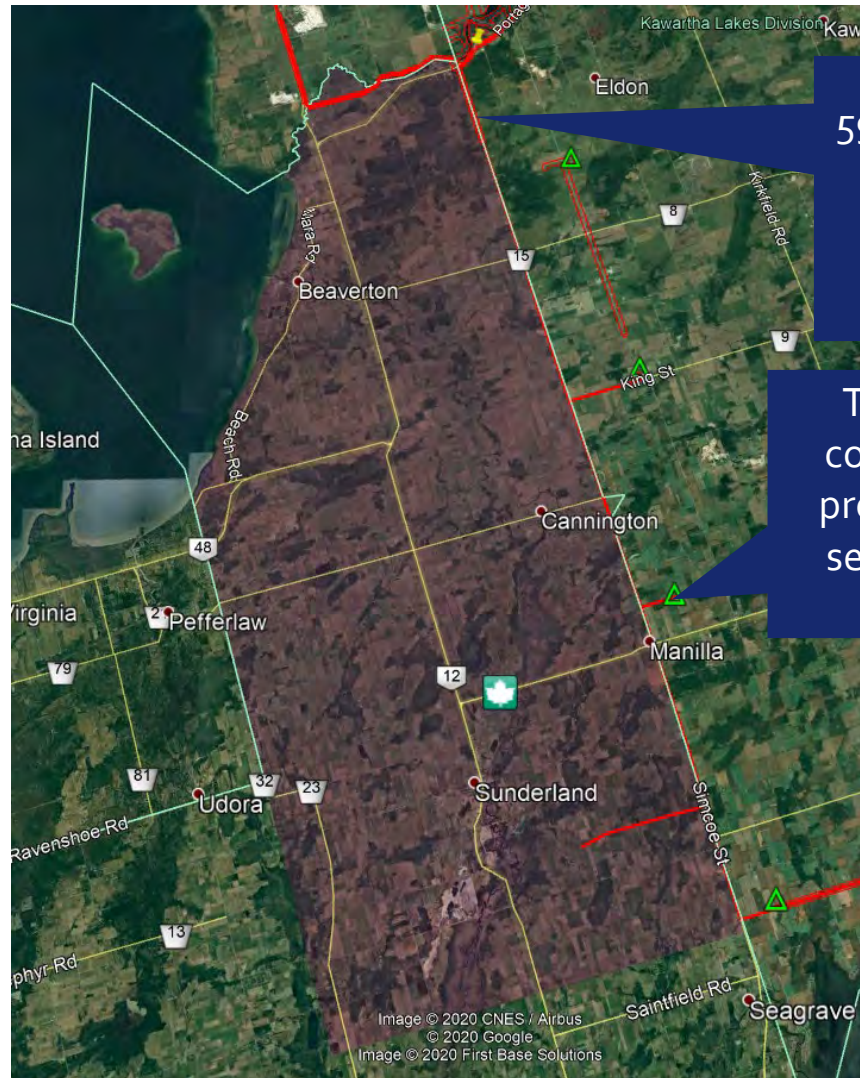 Kawartha Lakes Division
Portag
Eldon
Kirkfield Rd
8
15
Mara Rd
Beaverton
9
King St
Beach Rd
na Island
Cannington
48
Virginia
2
Pefferlaw
79
Manilla
12
81
32
23
Udora
Sunderland
Simcoe St
Ravenshoe Rd
13
phyr Rd
Saintfield Rd
Seagrave
Image © 2020 CNES / Airbus
© 2020 Google
Image © 2020 First Base Solutions
59
T
co
pro
se